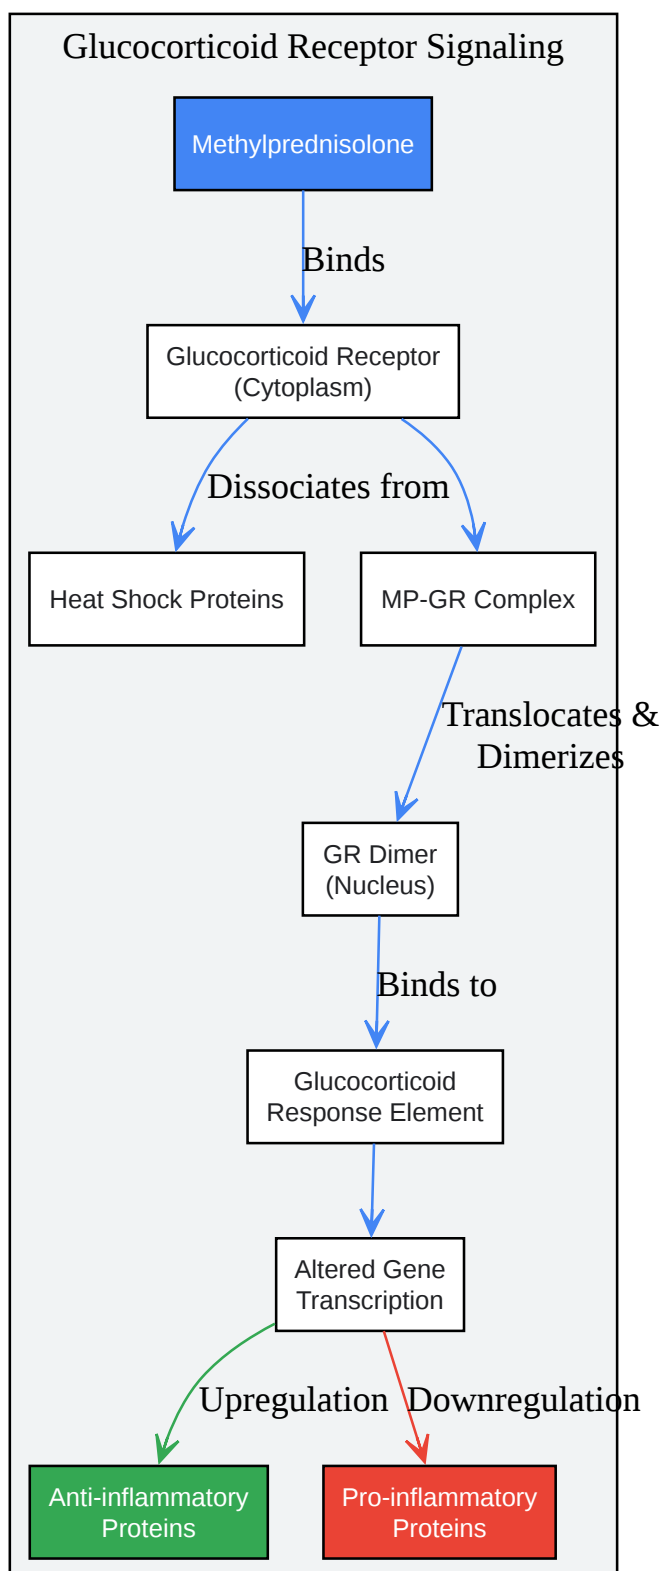 Glucocorticoid Receptor Signaling
Methylprednisolone
Binds
Glucocorticoid Receptor
(Cytoplasm)
Dissociates from
Heat Shock Proteins
MP-GR Complex
Translocates &
Dimerizes
GR Dimer
(Nucleus)
Binds to
Glucocorticoid
Response Element
Altered Gene
Transcription
Upregulation
Downregulation
Anti-inflammatory
Proteins
Pro-inflammatory
Proteins